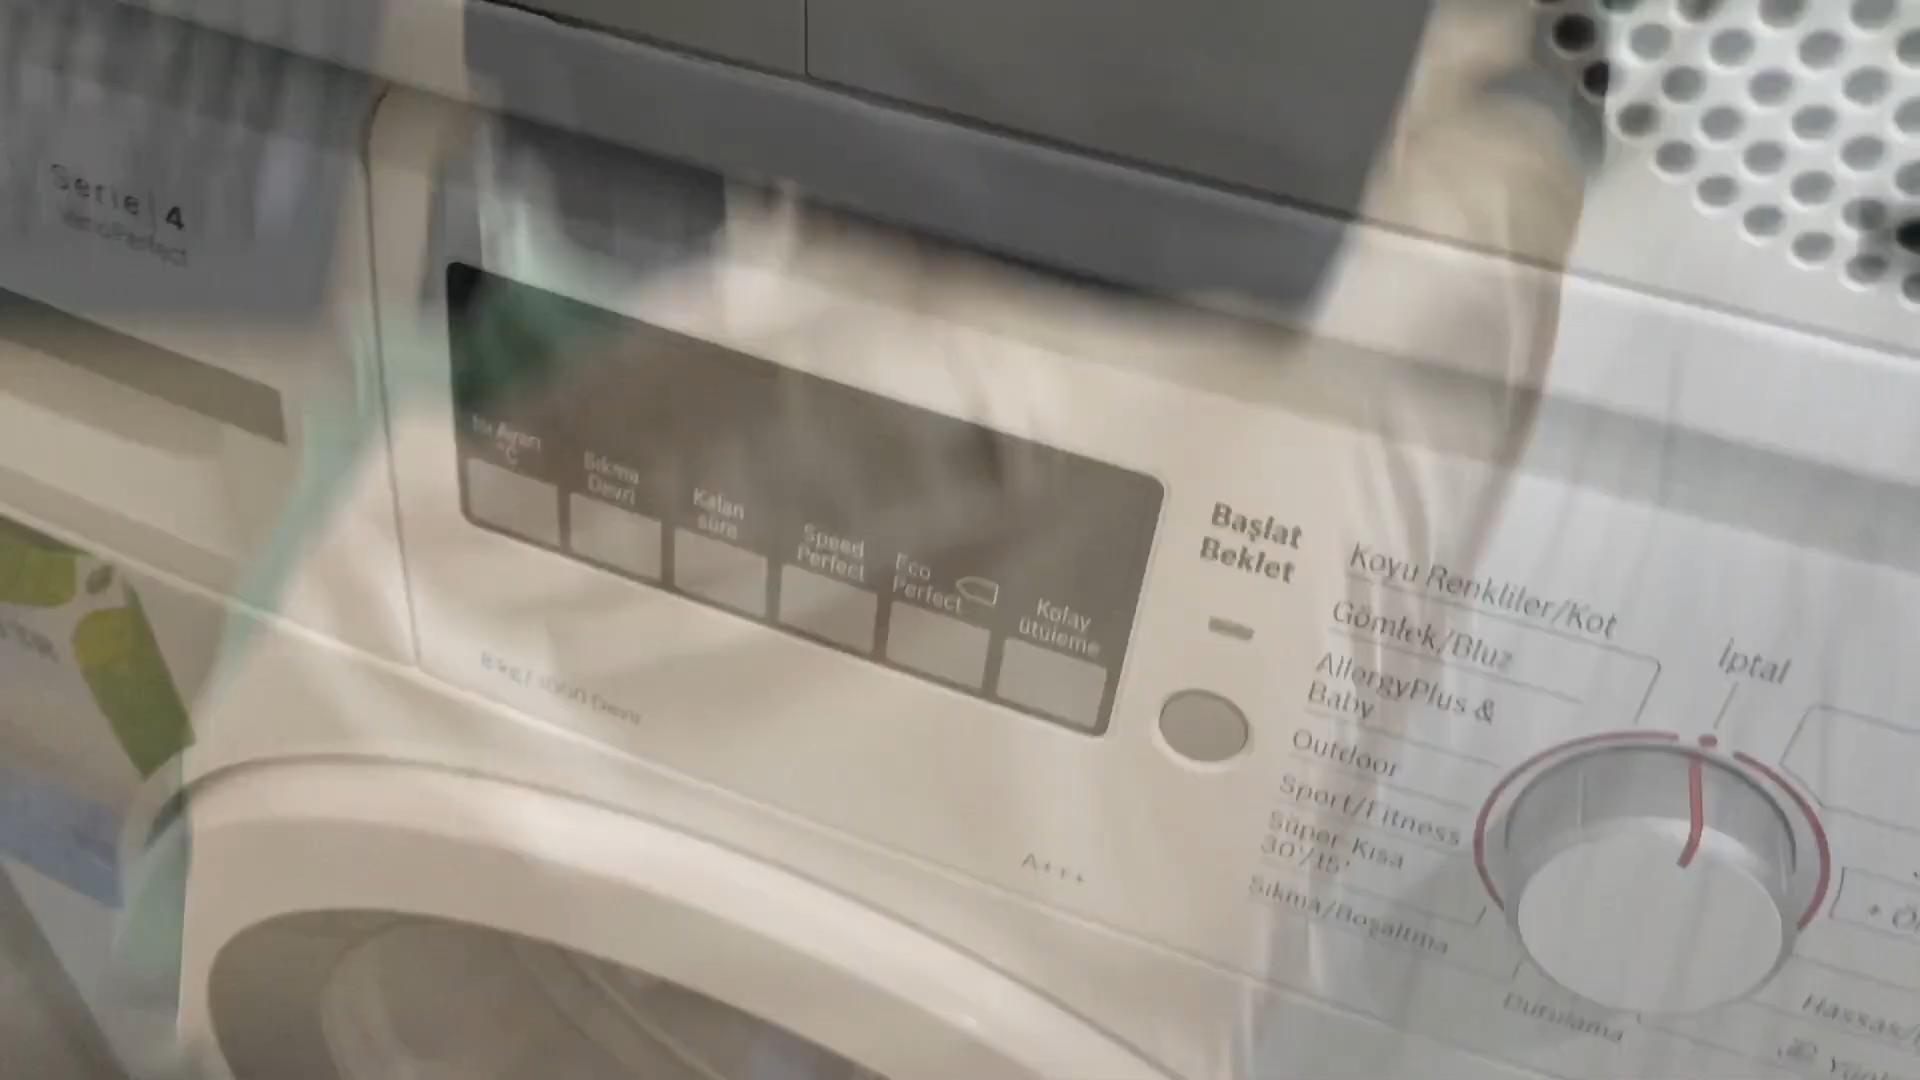 Serie | 4
VarioPerfect
Isı Ayarı
°C
Sıkma
Devri
Kalan
süre
Speed
Perfect
Eco
Perfect
Kolay
ütüleme
Başlat
Beklet
A+++
Koyu Renkliler/Kot
Gömlek/Bluz
AllergyPlus &
Baby
Outdoor
Sport/Fitness
Süper Kısa
30'/15'
Sıkma/Boşaltma
Durulama
İptal